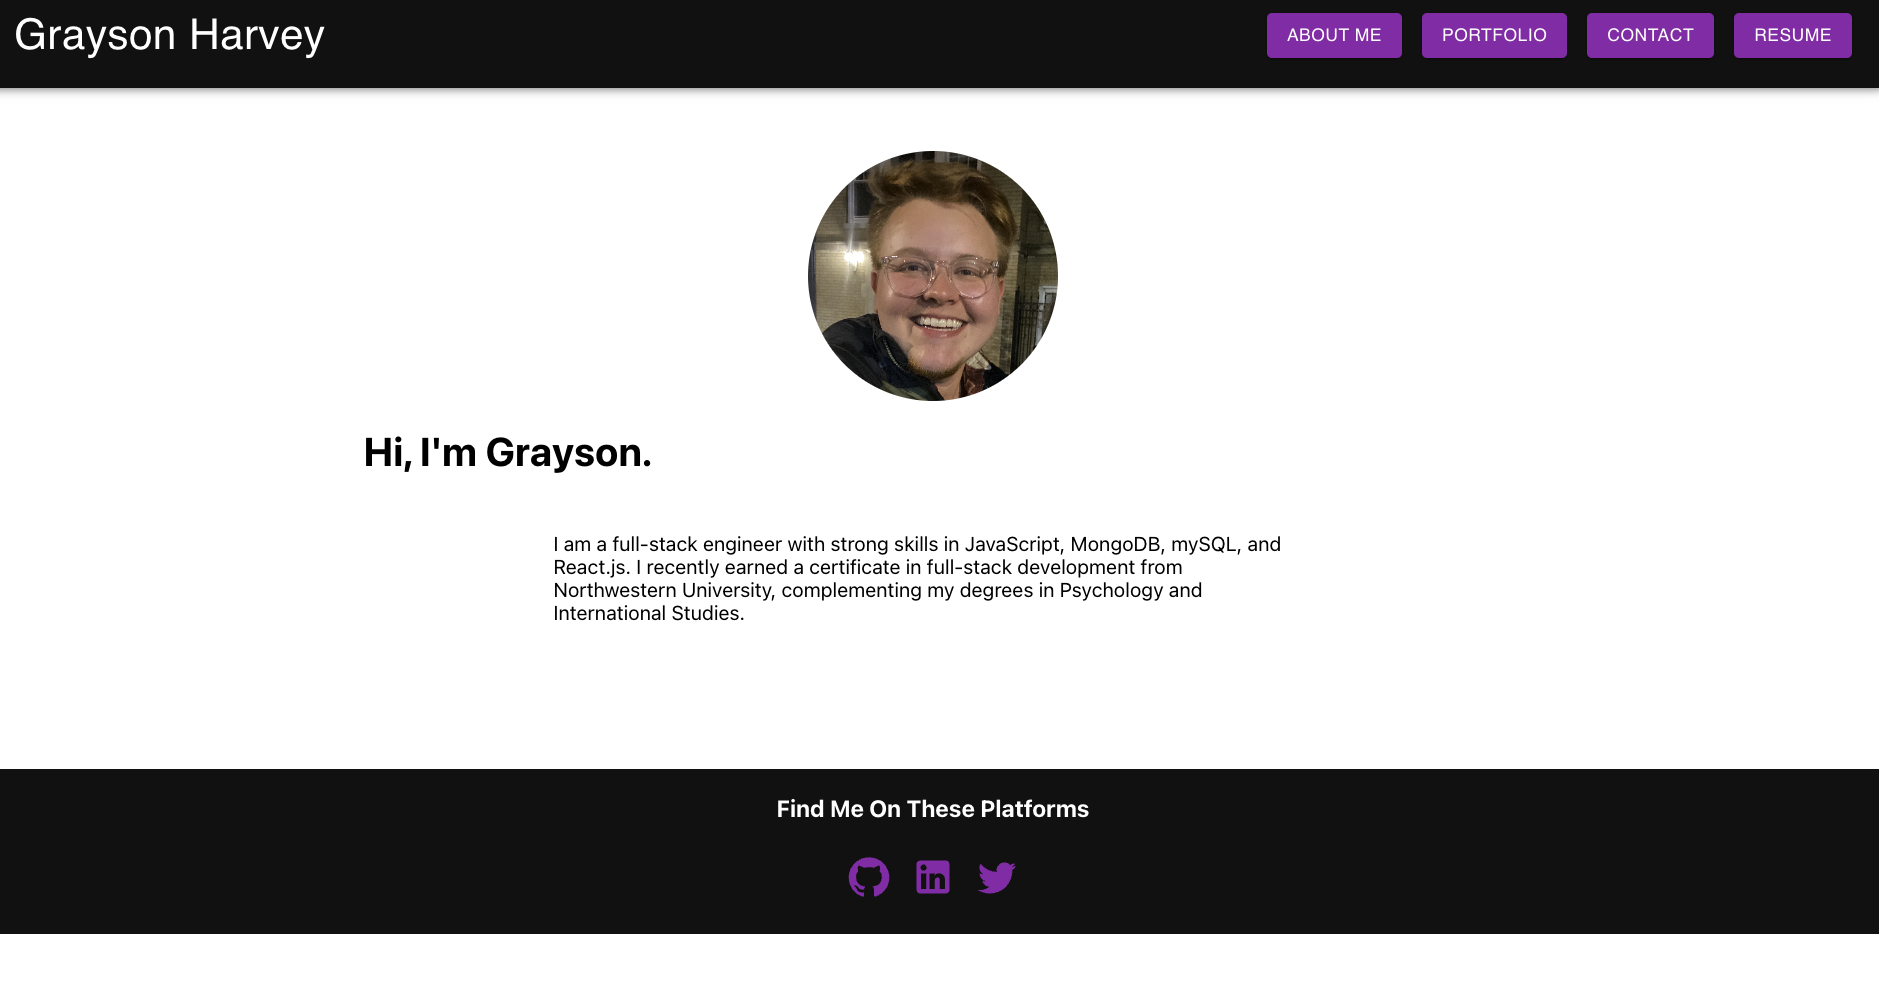 Grayson Harvey
ABOUT ME
PORTFOLIO
CONTACT
RESUME
Hi, I'm Grayson.
I am a full-stack engineer with strong skills in JavaScript, MongoDB, mySQL, and
React.js. I recently earned a certificate in full-stack development from
Northwestern University, complementing my degrees in Psychology and
International Studies.
Find Me On These Platforms
in